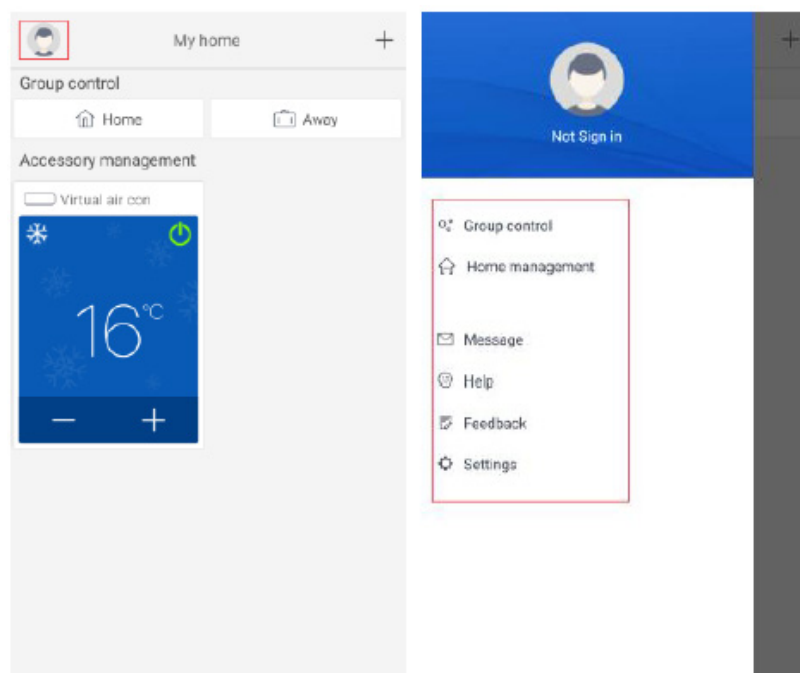 My home
Group control
Home
Away
Accessory management
Virtual air con
16°C
Not Sign in
Group control
Home management
Message
Help
Feedback
Settings